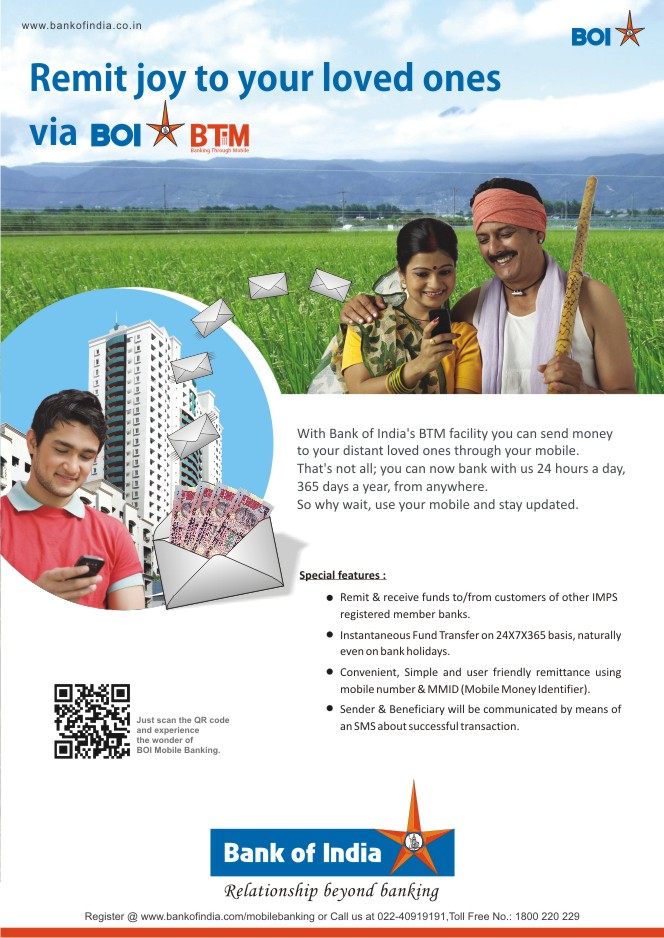 www.bankofindia.co.in
BOI
Remit joy to your loved ones
via BOI BTM
Banking Through Mobile
With Bank of India's BTM facility you can send money
to your distant loved ones through your mobile.
That's not all; you can now bank with us 24 hours a day,
365 days a year, from anywhere.
So why wait, use your mobile and stay updated.
Special features :
● Remit & receive funds to/from customers of other IMPS
registered member banks.
● Instantaneous Fund Transfer on 24X7X365 basis, naturally
even on bank holidays.
● Convenient, Simple and user friendly remittance using
mobile number & MMID (Mobile Money Identifier).
● Sender & Beneficiary will be communicated by means of
an SMS about successful transaction.
Just scan the QR code
and experience
the wonder of
BOI Mobile Banking.
Bank of India
Relationship beyond banking
Register @ www.bankofindia.com/mobilebanking or Call us at 022-40919191,Toll Free No.: 1800 220 229